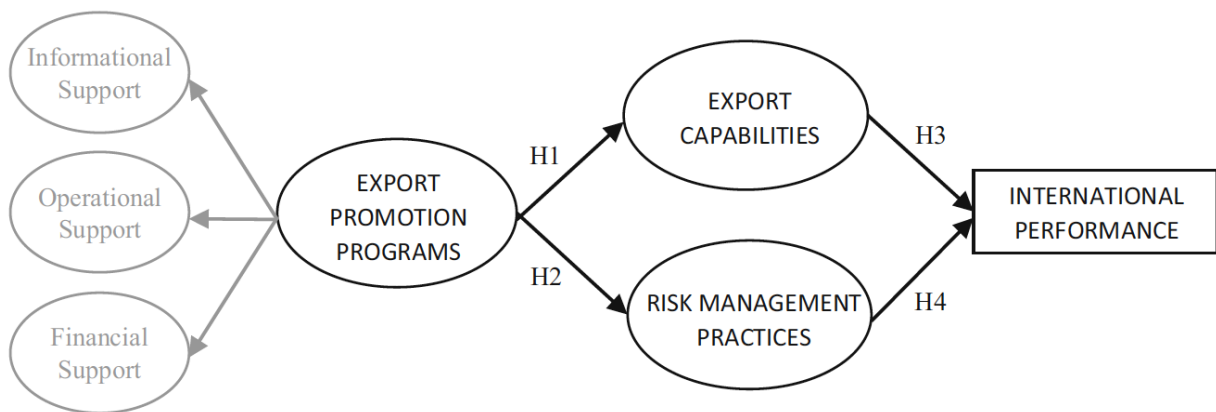 Informational
Support
Operational
Support
Financial
Support
EXPORT
PROMOTION
PROGRAMS
H1
H2
EXPORT
CAPABILITIES
RISK MANAGEMENT
PRACTICES
H3
H4
INTERNATIONAL
PERFORMANCE